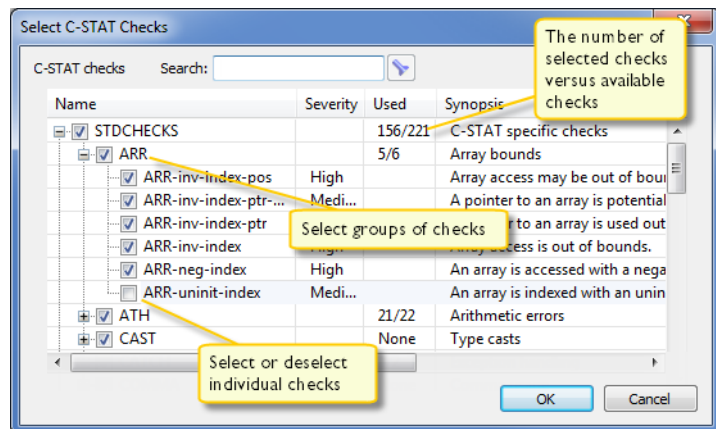 Select C-STAT Checks
The number of
selected checks
versus available
checks
C-STAT checks Search:
Name Severity Used Synopsis
STDCHECKS 156/221 C-STAT specific checks
ARR 5/6 Array bounds
ARR-inv-index-pos High Array access may be out of
ARR-inv-index-ptr-... Medi... A pointer to an array is potential
ARR-inv-index-ptr to an array is used out
Select groups of checks
ARR-inv-index is out of bounds.
ARR-neg-index High An array is accessed with a nega
ARR-uninit-index Medi... An array is indexed with an unin
ATH 21/22 Arithmetic errors
CAST None Type casts
Select or deselect
individual checks
OK Cancel